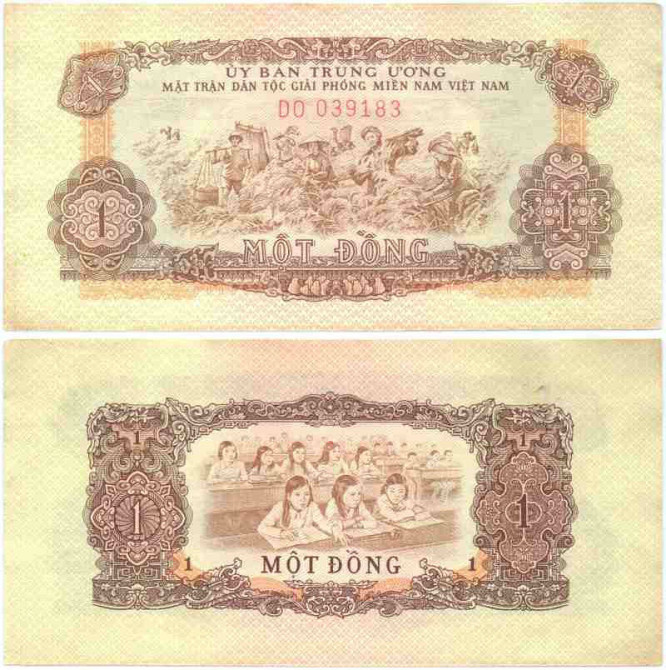 ỦY BAN TRUNG ƯƠNG
MẶT TRẬN DÂN TỘC GIẢI PHÓNG MIỀN NAM VIỆT NAM
DO 039183
1
1 1
MỘT ĐỒNG
1 1
1 1
1 MỘT ĐỒNG 1